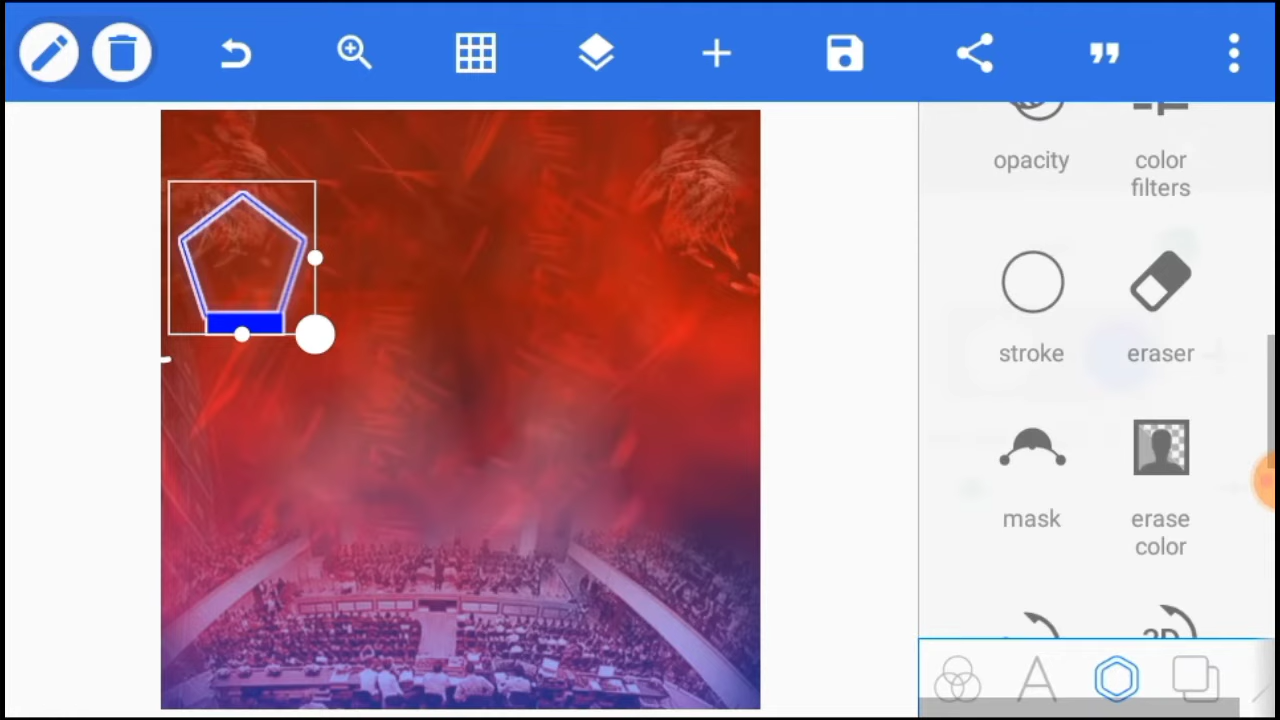 opacity
color
filters
stroke
eraser
mask
erase
color